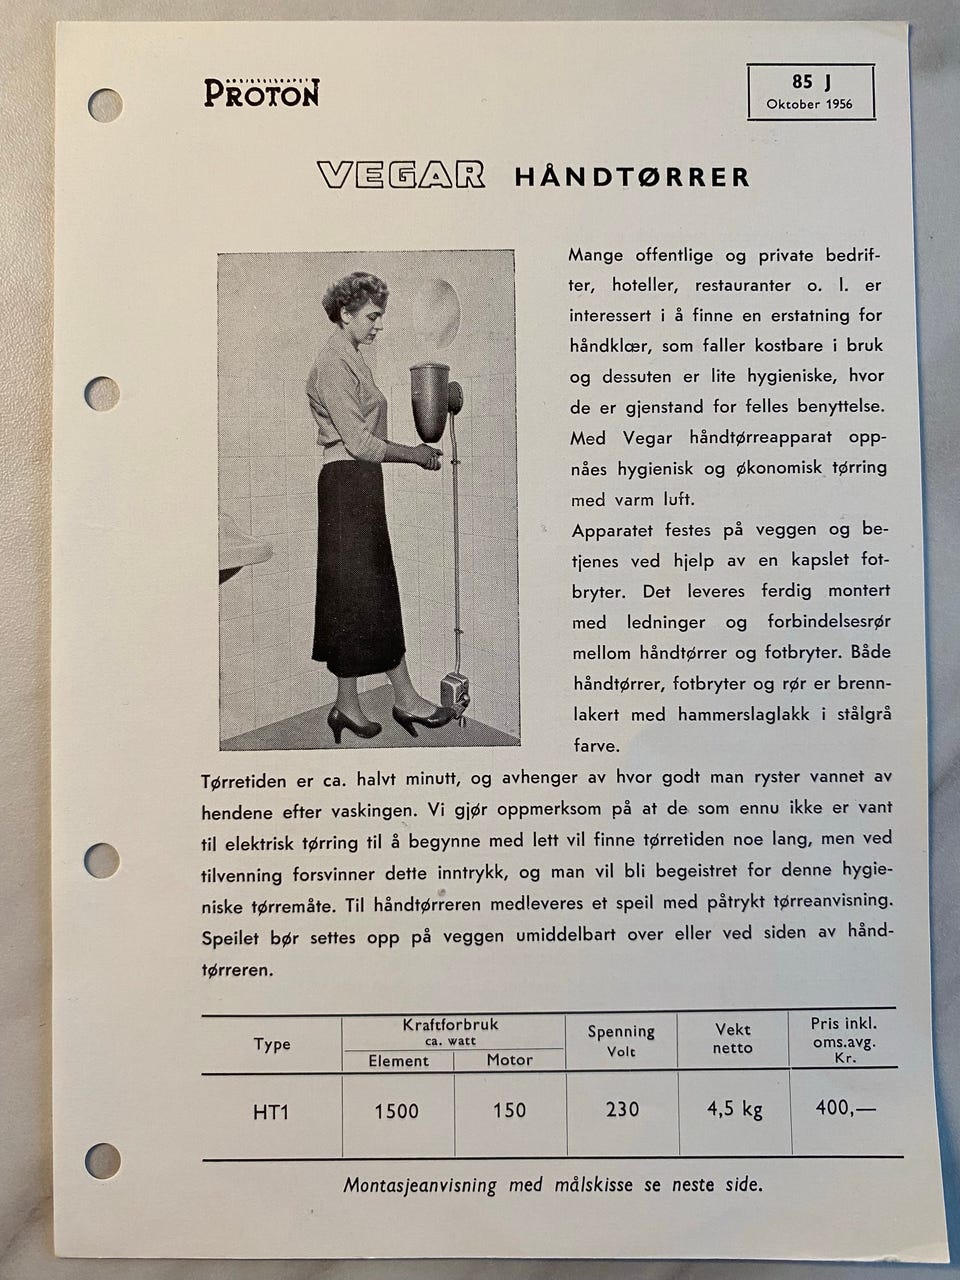 AKSJESELSKAPET
PROTON
85 J
Oktober 1956
VEGAR HÅNDTØRRER
Mange offentlige og private bedrif-
ter, hoteller, restauranter o. l. er
interessert i å finne en erstatning for
håndklær, som faller kostbare i bruk
og dessuten er lite hygieniske, hvor
de er gjenstand for felles benyttelse.
Med Vegar håndtørreapparat opp-
nåes hygienisk og økonomisk tørring
med varm luft.
Apparatet festes på veggen og be-
tjenes ved hjelp av en kapslet fot-
bryter. Det leveres ferdig montert
med ledninger og forbindelsesrør
mellom håndtørrer og fotbryter. Både
håndtørrer, fotbryter og rør er brenn-
lakert med hammerslaglakk i stålgrå
farve.
Tørretiden er ca. halvt minutt, og avhenger av hvor godt man ryster vannet av
hendene efter vaskingen. Vi gjør oppmerksom på at de som ennu ikke er vant
til elektrisk tørring til å begynne med lett vil finne tørretiden noe lang, men ved
tilvenning forsvinner dette inntrykk, og man vil bli begeistret for denne hygie-
niske tørremåte. Til håndtørreren medleveres et speil med påtrykt tørreanvisning.
Speilet bør settes opp på veggen umiddelbart over eller ved siden av hånd-
tørreren.
Type
Kraftforbruk
ca. watt
Element Motor
Spenning
Volt
Vekt
netto
Pris inkl.
oms.avg.
Kr.
HT1 1500 150 230 4,5 kg 400,—
Montasjeanvisning med målskisse se neste side.